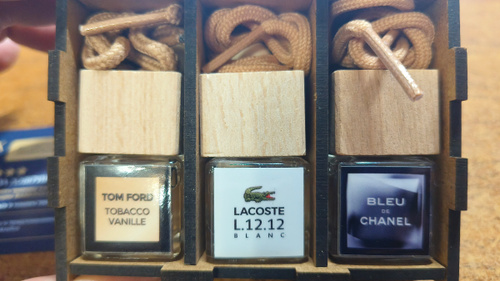 TOM FORD
TOBACCO
VANILLE
LACOSTE
L.12.12
BLANC
BLEU
DE
CHANEL